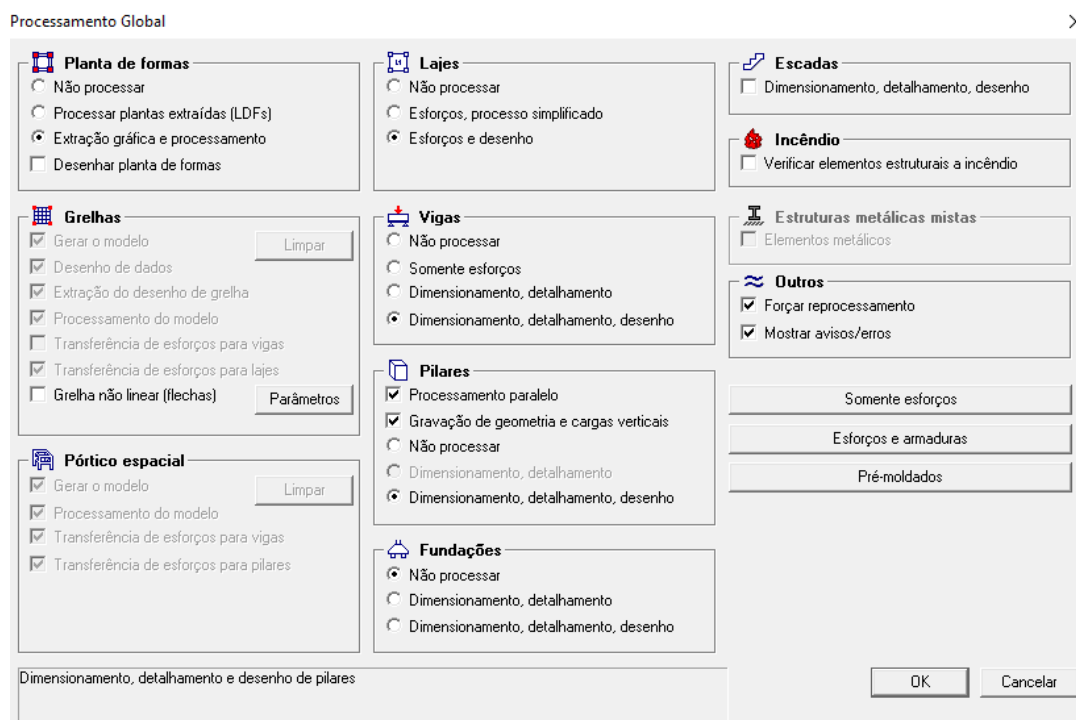 Processamento Global
Planta de formas
Não processar
Processar plantas extraídas (LDFs)
Extração gráfica e processamento
Desenhar planta de formas
Grelhas
Gerar o modelo
Limpar
Desenho de dados
Extração do desenho de grelha
Processamento do modelo
Transferência de esforços para vigas
Transferência de esforços para lajes
Grelha não linear (flechas)
Parâmetros
Pórtico espacial
Gerar o modelo
Limpar
Processamento do modelo
Transferência de esforços para vigas
Transferência de esforços para pilares
Lajes
Não processar
Esforços, processo simplificado
Esforços e desenho
Vigas
Não processar
Somente esforços
Dimensionamento, detalhamento
Dimensionamento, detalhamento, desenho
Pilares
Processamento paralelo
Gravação de geometria e cargas verticais
Não processar
Dimensionamento, detalhamento
Dimensionamento, detalhamento, desenho
Fundações
Não processar
Dimensionamento, detalhamento
Dimensionamento, detalhamento, desenho
Escadas
Dimensionamento, detalhamento, desenho
Incêndio
Verificar elementos estruturais a incêndio
Estruturas metálicas mistas
Elementos metálicos
Outros
Forçar reprocessamento
Mostrar avisos/erros
Somente esforços
Esforços e armaduras
Pré-moldados
Dimensionamento, detalhamento e desenho de pilares
OK
Cancelar